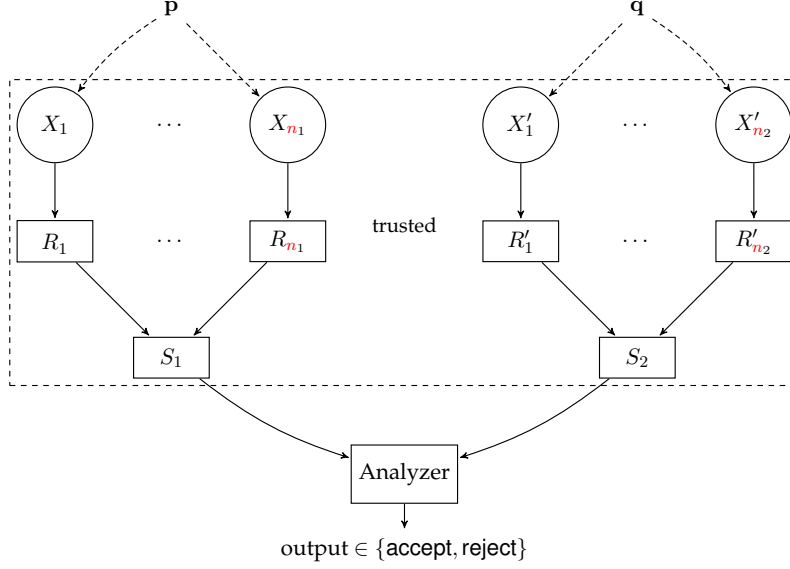 p q
X₁ ⋯ Xₙ₁ X′₁ ⋯ X′ₙ₂
R₁ ⋯ Rₙ₁ trusted R′₁ ⋯ R′ₙ₂
S₁ S₂
Analyzer
output ∈ {accept, reject}